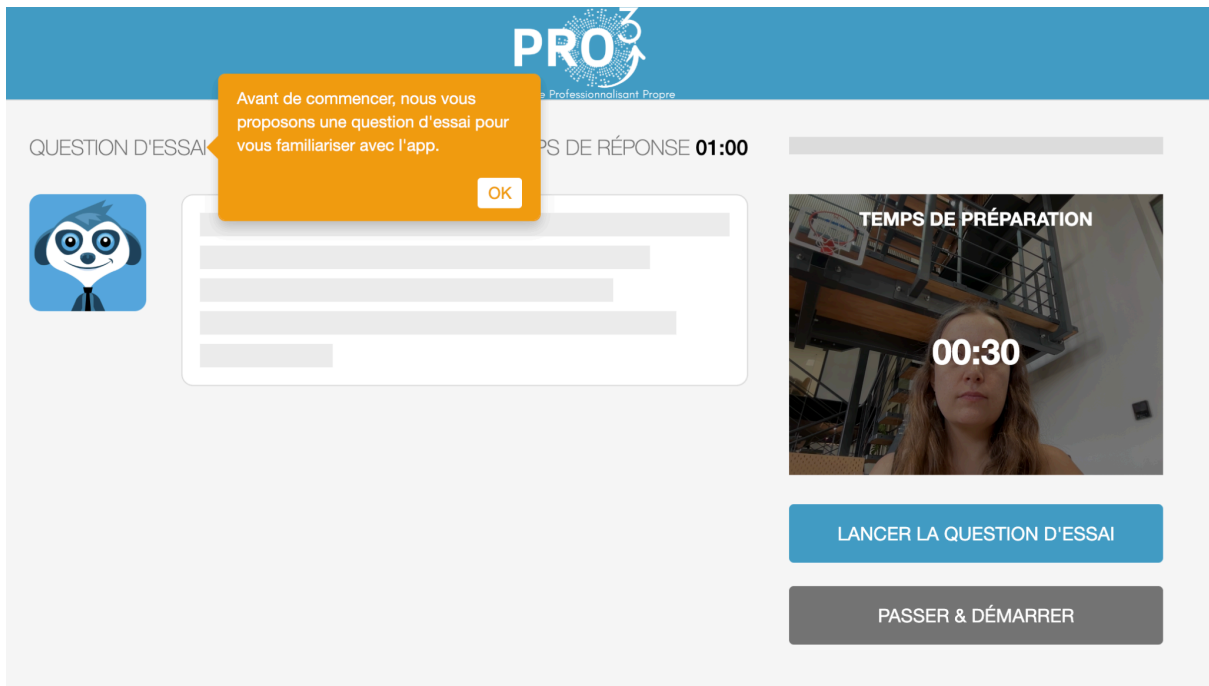 PRO3
Professionnalisant Propre
Avant de commencer, nous vous
proposons une question d'essai pour
vous familiariser avec l'app.
OK
QUESTION D'ESSAI
DE RÉPONSE 01:00
TEMPS DE PRÉPARATION
00:30
LANCER LA QUESTION D'ESSAI
PASSER & DÉMARRER